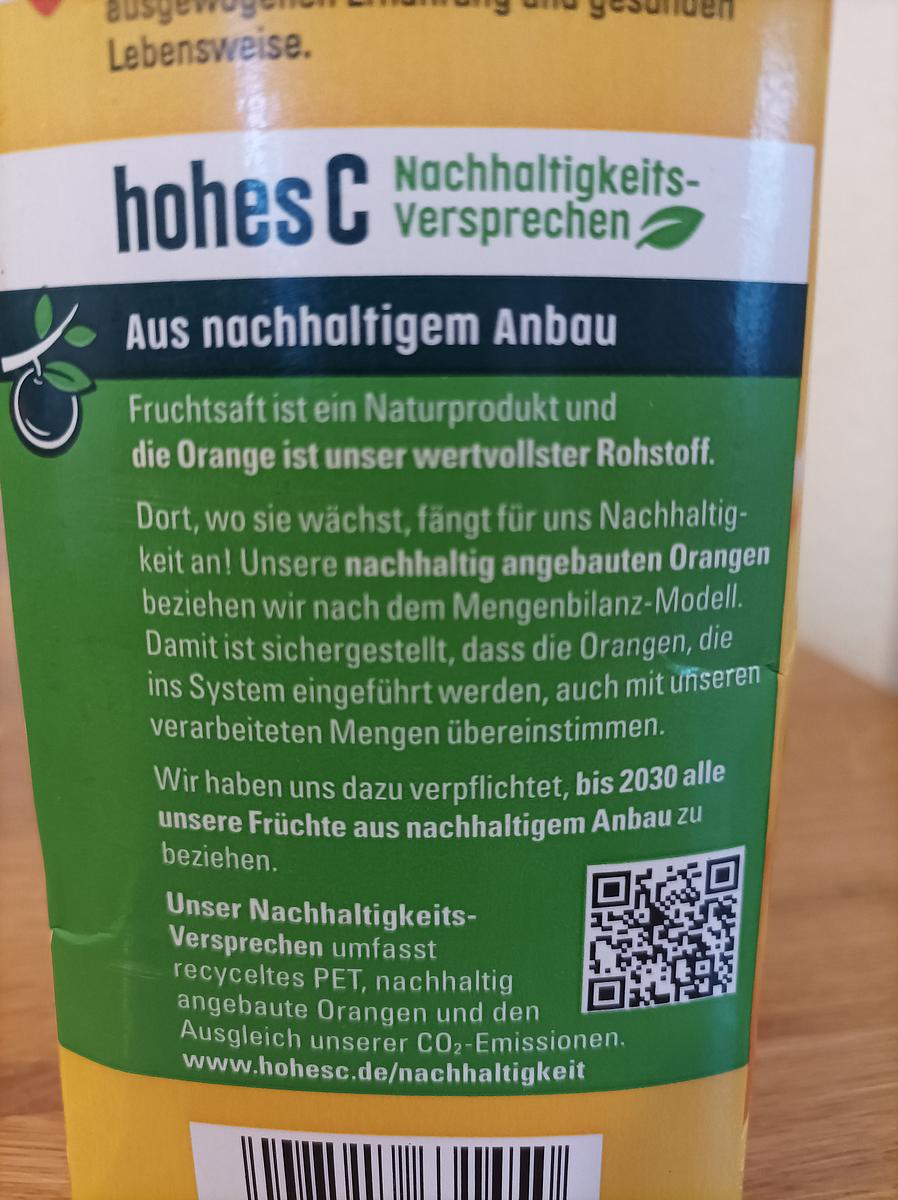 ausgewogenen Ernährung und gesunden
Lebensweise.
hohes C Nachhaltigkeits-
Versprechen
Aus nachhaltigem Anbau
Fruchtsaft ist ein Naturprodukt und
die Orange ist unser wertvollster Rohstoff.
Dort, wo sie wächst, fängt für uns Nachhaltig-
keit an! Unsere nachhaltig angebauten Orangen
beziehen wir nach dem Mengenbilanz-Modell.
Damit ist sichergestellt, dass die Orangen, die
ins System eingeführt werden, auch mit unseren
verarbeiteten Mengen übereinstimmen.
Wir haben uns dazu verpflichtet, bis 2030 alle
unsere Früchte aus nachhaltigem Anbau zu
beziehen.
Unser Nachhaltigkeits-
Versprechen umfasst
recyceltes PET, nachhaltig
angebaute Orangen und den
Ausgleich unserer CO₂-Emissionen.
www.hohesc.de/nachhaltigkeit